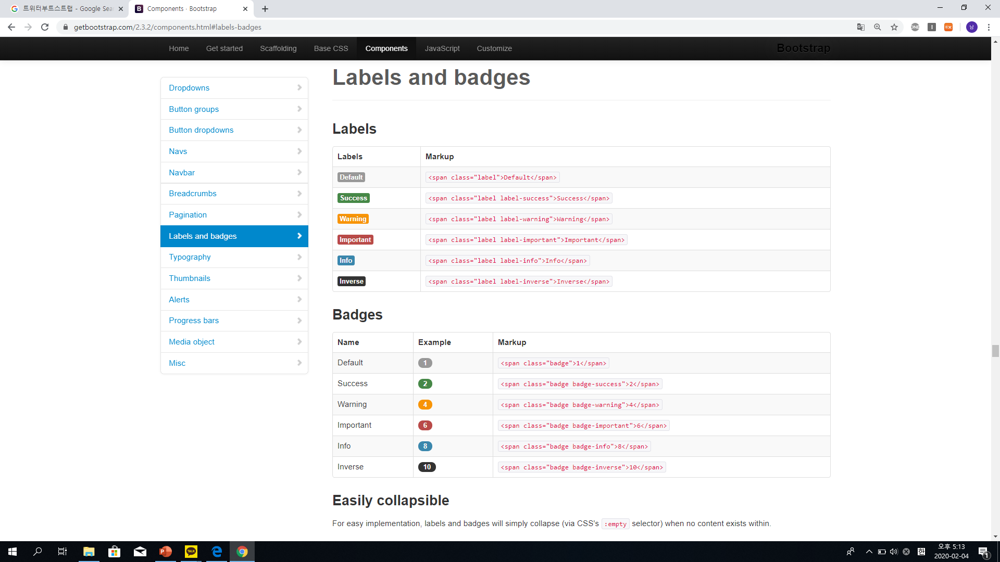 트위터부트스트랩 - Google Sea
Components · Bootstrap
getbootstrap.com/2.3.2/components.html#labels-badges
ONE
남
Home
Get started
Scaffolding
Base CSS
Components
JavaScript
Customize
Bootstrap
Dropdowns
Button groups
Button dropdowns
Navs
Navbar
Breadcrumbs
Pagination
Labels and badges
Typography
Thumbnails
Alerts
Progress bars
Media object
Misc
Labels and badges
Labels
Labels Markup
Default <span class="label">Default</span>
Success <span class="label label-success">Success</span>
Warning <span class="label label-warning">Warning</span>
Important <span class="label label-important">Important</span>
Info <span class="label label-info">Info</span>
Inverse <span class="label label-inverse">Inverse</span>
Badges
Name Example Markup
Default 1 <span class="badge">1</span>
Success 2 <span class="badge badge-success">2</span>
Warning 4 <span class="badge badge-warning">4</span>
Important 6 <span class="badge badge-important">6</span>
Info 8 <span class="badge badge-info">8</span>
Inverse 10 <span class="badge badge-inverse">10</span>
Easily collapsible
For easy implementation, labels and badges will simply collapse (via CSS's :empty selector) when no content exists within.
TALK
한
오후 5:13
2020-02-04
1